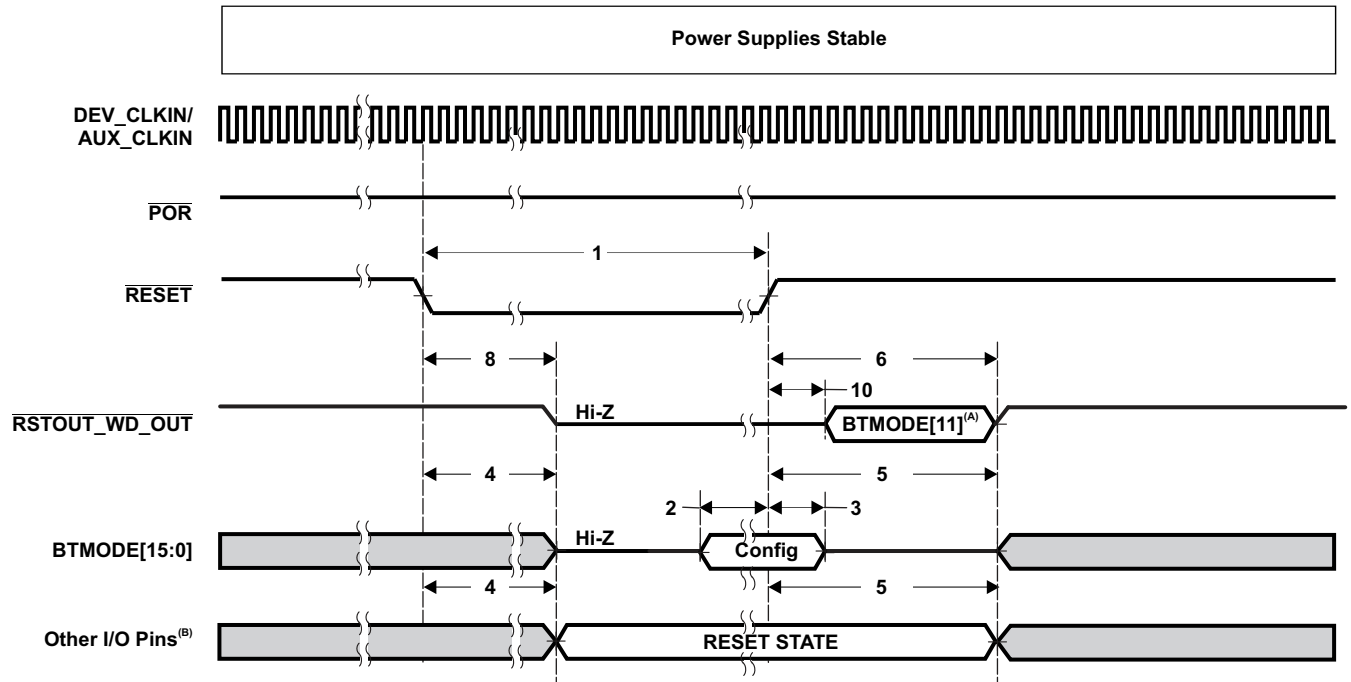 Power Supplies Stable
DEV_CLKIN/
AUX_CLKIN
POR
1
RESET
8
6
10
RSTOUT_WD_OUT
Hi-Z
BTMODE[11](A)
4
5
2
3
BTMODE[15:0]
Hi-Z
Config
4
5
Other I/O Pins(B)
RESET STATE